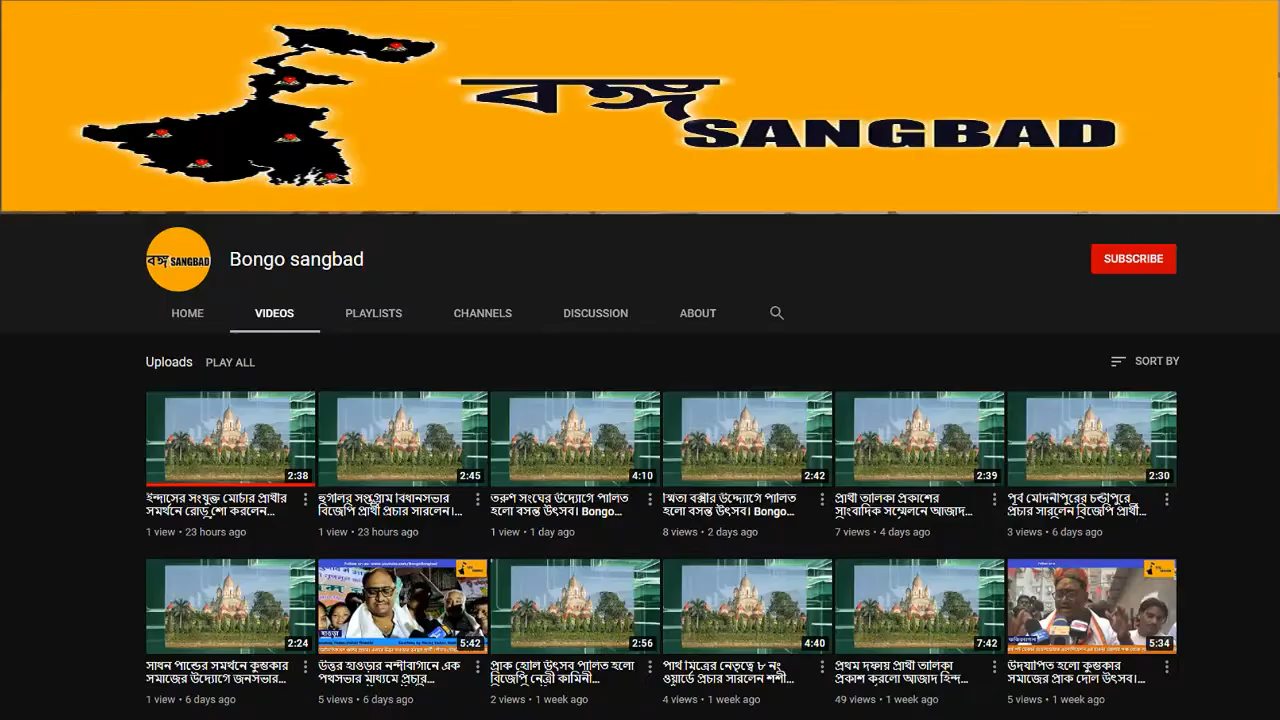 বঙ্গ
SANGBAD
বঙ্গ SANGBAD
Bongo sangbad
SUBSCRIBE
HOME VIDEOS PLAYLISTS CHANNELS DISCUSSION ABOUT
Uploads PLAY ALL SORT BY
2:38 2:45 4:10 2:42 2:39 2:30
ইন্দাসের সংযুক্ত মোর্চার প্রার্থীর
সমর্থনে রোড শো করলেন...
হুগলির সপ্তগ্রাম বিধানসভার
বিজেপি প্রার্থী প্রচার সারলেন।...
তরুণ সংঘের উদ্যোগে পালিত
হলো বসন্ত উৎসব। Bongo...
স্মিতা বক্সীর উদ্দ্যোগে পালিত
হলো বসন্ত উৎসব। Bongo...
প্রার্থী তালিকা প্রকাশের
সাংবাদিক সম্মেলনে আজাদ...
পূর্ব মেদিনীপুরের চন্ডীপুরে
প্রচার সারলেন বিজেপি প্রার্থী...
1 view • 23 hours ago
1 view • 23 hours ago
1 view • 1 day ago
8 views • 2 days ago
7 views • 4 days ago
3 views • 6 days ago
2:24 5:42 2:56 4:40 7:42 5:34
হাওড়া
সাধন পান্ডের সমর্থনে কুম্ভকার
সমাজের উদ্যোগে জনসভার...
উত্তর হাওড়ার নন্দীবাগানে এক
পথসভার মাধ্যমে প্রচার...
প্রাক হোলি উৎসব পালিত হলো
বিজেপি নেত্রী কামিনী...
পার্থ মিত্রের নেতৃত্বে ৮ নং
ওয়ার্ডে প্রচার সারলেন শশী...
প্রথম দফায় প্রার্থী তালিকা
প্রকাশ করলো আজাদ হিন্দ...
উদযাপিত হলো কুম্ভকার
সমাজের প্রাক দোল উৎসব।...
1 view • 6 days ago
5 views • 6 days ago
2 views • 1 week ago
4 views • 1 week ago
49 views • 1 week ago
5 views • 1 week ago